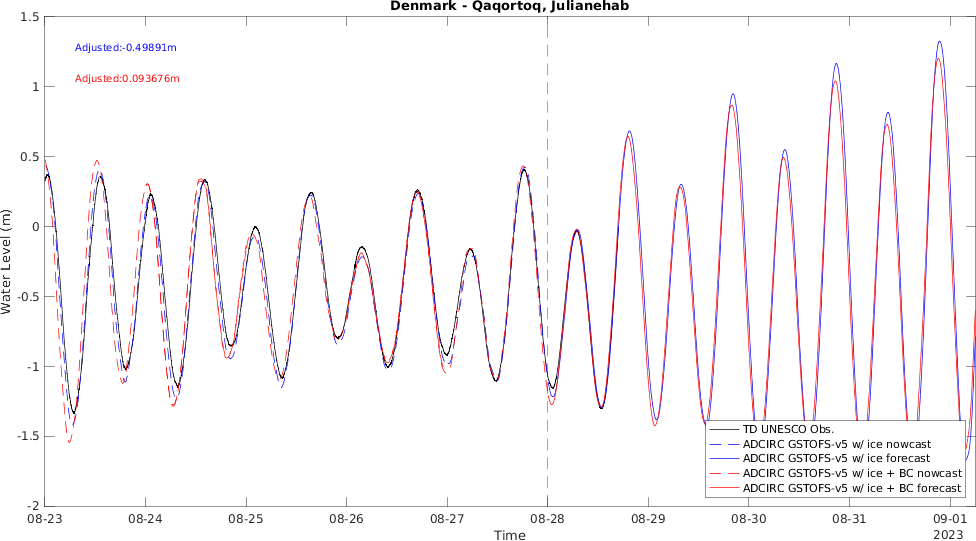 Denmark - Qaqortoq, Julianehab
1.5
Adjusted:-0.49891m
Adjusted:0.093676m
1
0.5
0
-0.5
-1
-1.5
-2
Water Level (m)
TD UNESCO Obs.
ADCIRC GSTOFS-v5 w/ ice nowcast
ADCIRC GSTOFS-v5 w/ ice forecast
ADCIRC GSTOFS-v5 w/ ice + BC nowcast
ADCIRC GSTOFS-v5 w/ ice + BC forecast
08-23 08-24 08-25 08-26 08-27 08-28 08-29 08-30 08-31 09-01
Time
2023